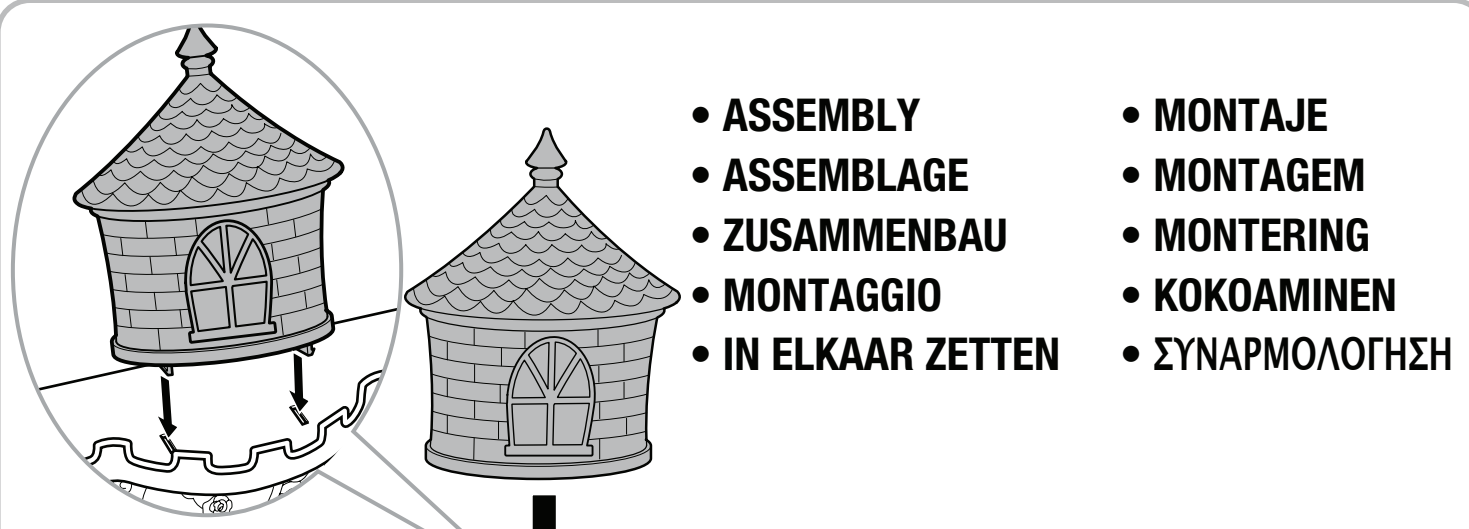 • ASSEMBLY
• ASSEMBLAGE
• ZUSAMMENBAU
• MONTAGGIO
• IN ELKAAR ZETTEN
• MONTAJE
• MONTAGEM
• MONTERING
• KOKOAMINEN
• ΣΥΝΑΡΜΟΛΟΓΗΣΗ